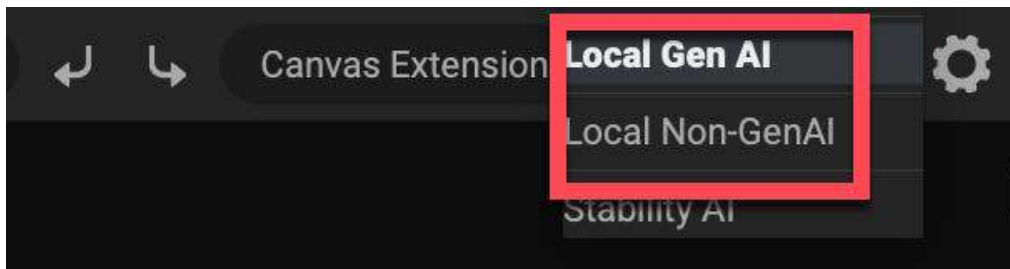 Canvas Extension
Local Gen AI
Local Non-GenAI
Stability AI